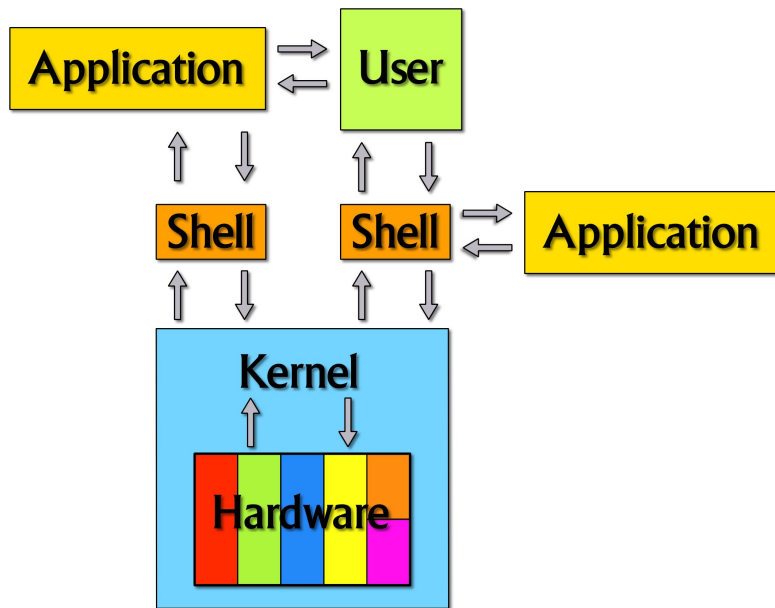 Application
User
Shell
Shell
Application
Kernel
Hardware